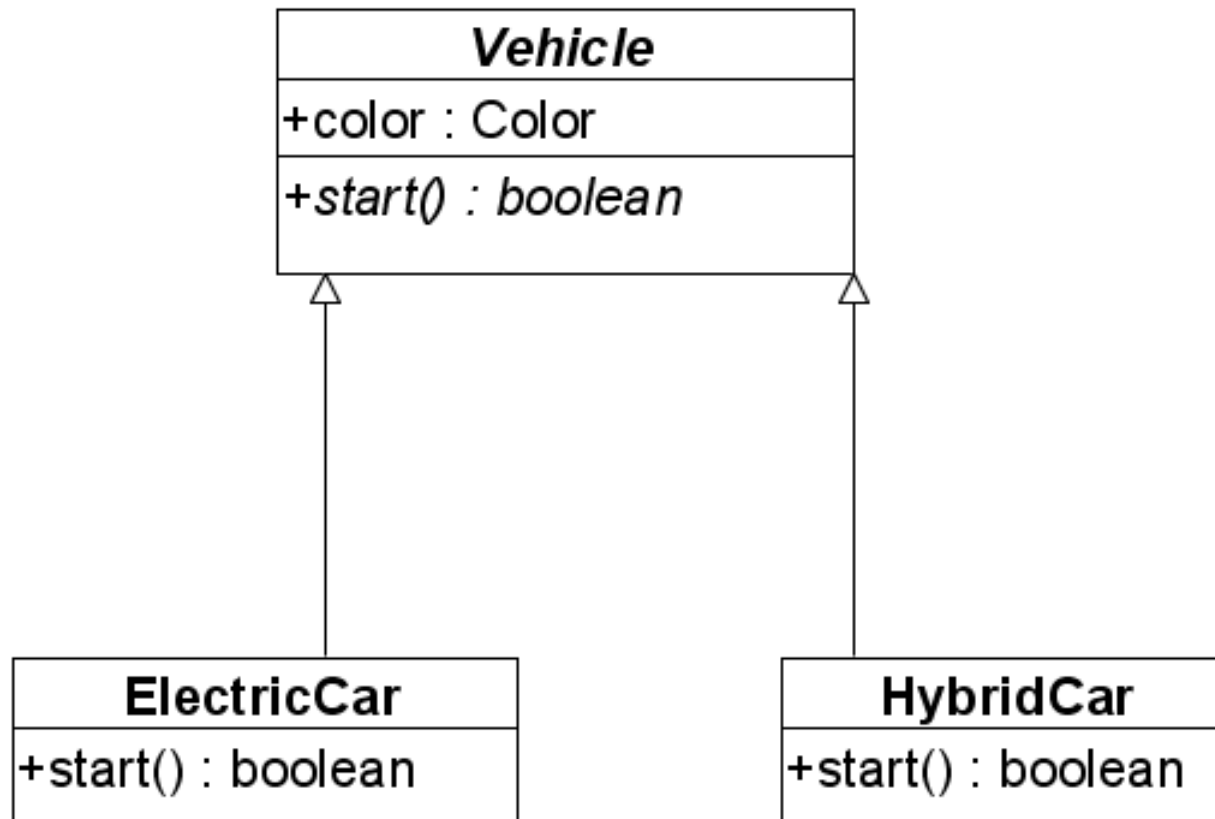 Vehicle
+color : Color
+start() : boolean
ElectricCar
+start() : boolean
HybridCar
+start() : boolean